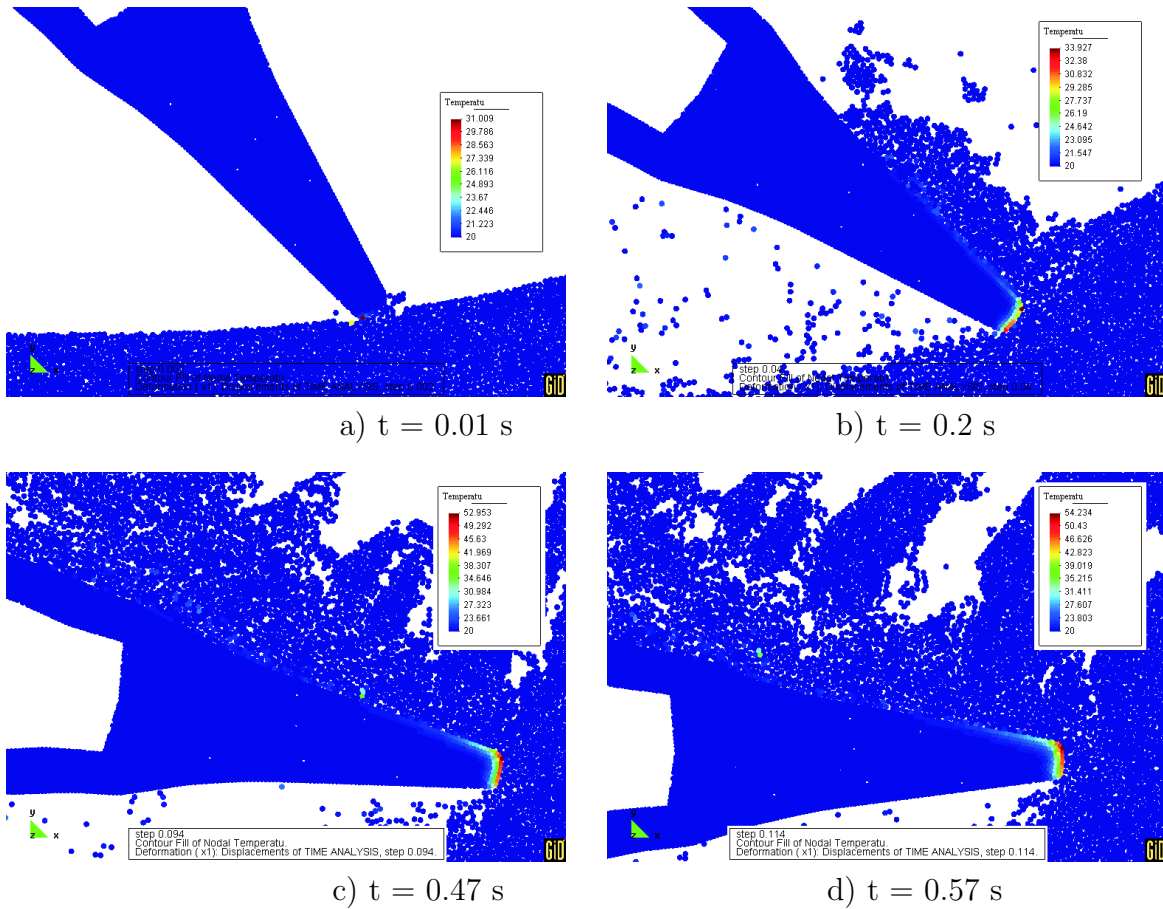 Temperatu
31.009
29.786
28.563
27.339
26.116
24.893
23.67
22.446
21.223
20
y
z x
GiD
a) t = 0.01 s
Temperatu
33.927
32.38
30.832
29.285
27.737
26.19
24.642
23.095
21.547
20
y
z x
step 0.04
Contour Fill of Nodal Temperatu.
GiD
b) t = 0.2 s
Temperatu
52.953
49.292
45.63
41.969
38.307
34.646
30.984
27.323
23.661
20
y
z x
step 0.094
Contour Fill of Nodal Temperatu.
Deformation ( x1): Displacements of TIME ANALYSIS, step 0.094.
GiD
c) t = 0.47 s
Temperatu
54.234
50.43
46.626
42.823
39.019
35.215
31.411
27.607
23.803
20
y
z x
step 0.114
Contour Fill of Nodal Temperatu.
Deformation ( x1): Displacements of TIME ANALYSIS, step 0.114.
GiD
d) t = 0.57 s